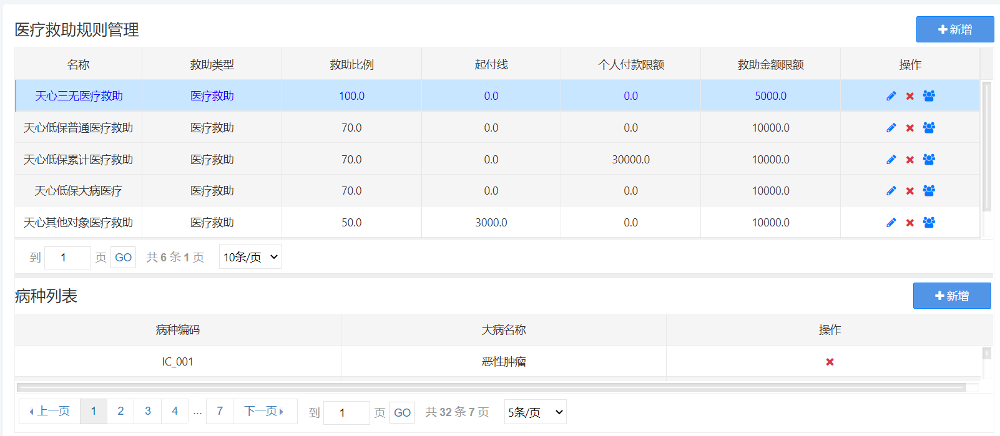 医疗救助规则管理
新增
名称 救助类型 救助比例 起付线 个人付款限额 救助金额限额 操作
天心三无医疗救助 医疗救助 100.0 0.0 0.0 5000.0
天心低保普通医疗救助 医疗救助 70.0 0.0 0.0 10000.0
天心低保累计医疗救助 医疗救助 70.0 0.0 30000.0 10000.0
天心低保大病医疗 医疗救助 70.0 0.0 0.0 10000.0
天心其他对象医疗救助 医疗救助 50.0 3000.0 0.0 10000.0
到 1 页 GO 共 6 条 1 页 10条/页
病种列表
新增
病种编码 大病名称 操作
IC_001 恶性肿瘤
上一页 1 2 3 4 ... 7 下一页 到 1 页 GO 共 32 条 7 页 5条/页